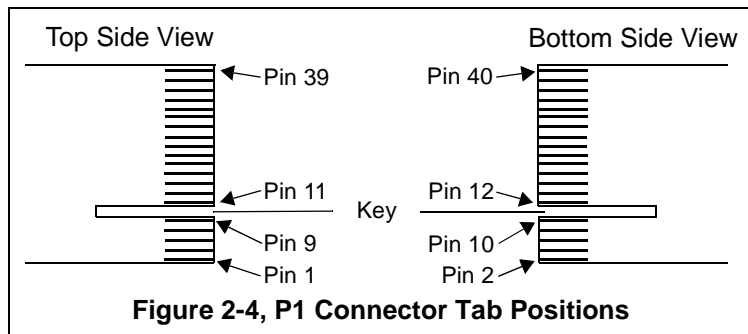 Top Side View
Bottom Side View
Pin 39
Pin 40
Pin 11
Pin 12
Key
Pin 9
Pin 10
Pin 1
Pin 2
Figure 2-4, P1 Connector Tab Positions